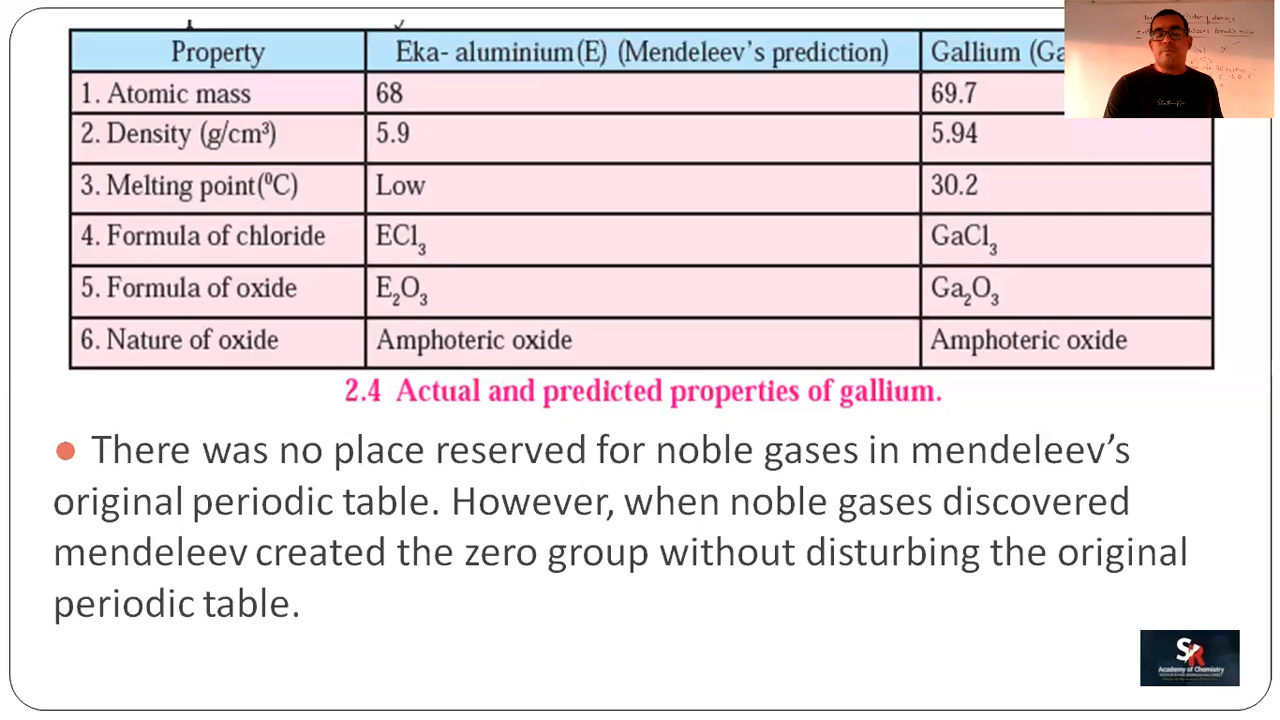 Property Eka- aluminium(E) (Mendeleev's prediction) Gallium (Ga
1. Atomic mass 68 69.7
2. Density (g/cm³) 5.9 5.94
3. Melting point(⁰C) Low 30.2
4. Formula of chloride ECl₃ GaCl₃
5. Formula of oxide E₂O₃ Ga₂O₃
6. Nature of oxide Amphoteric oxide Amphoteric oxide
2.4 Actual and predicted properties of gallium.
● There was no place reserved for noble gases in mendeleev's
original periodic table. However, when noble gases discovered
mendeleev created the zero group without disturbing the original
periodic table.
SR
Academy of Chemistry